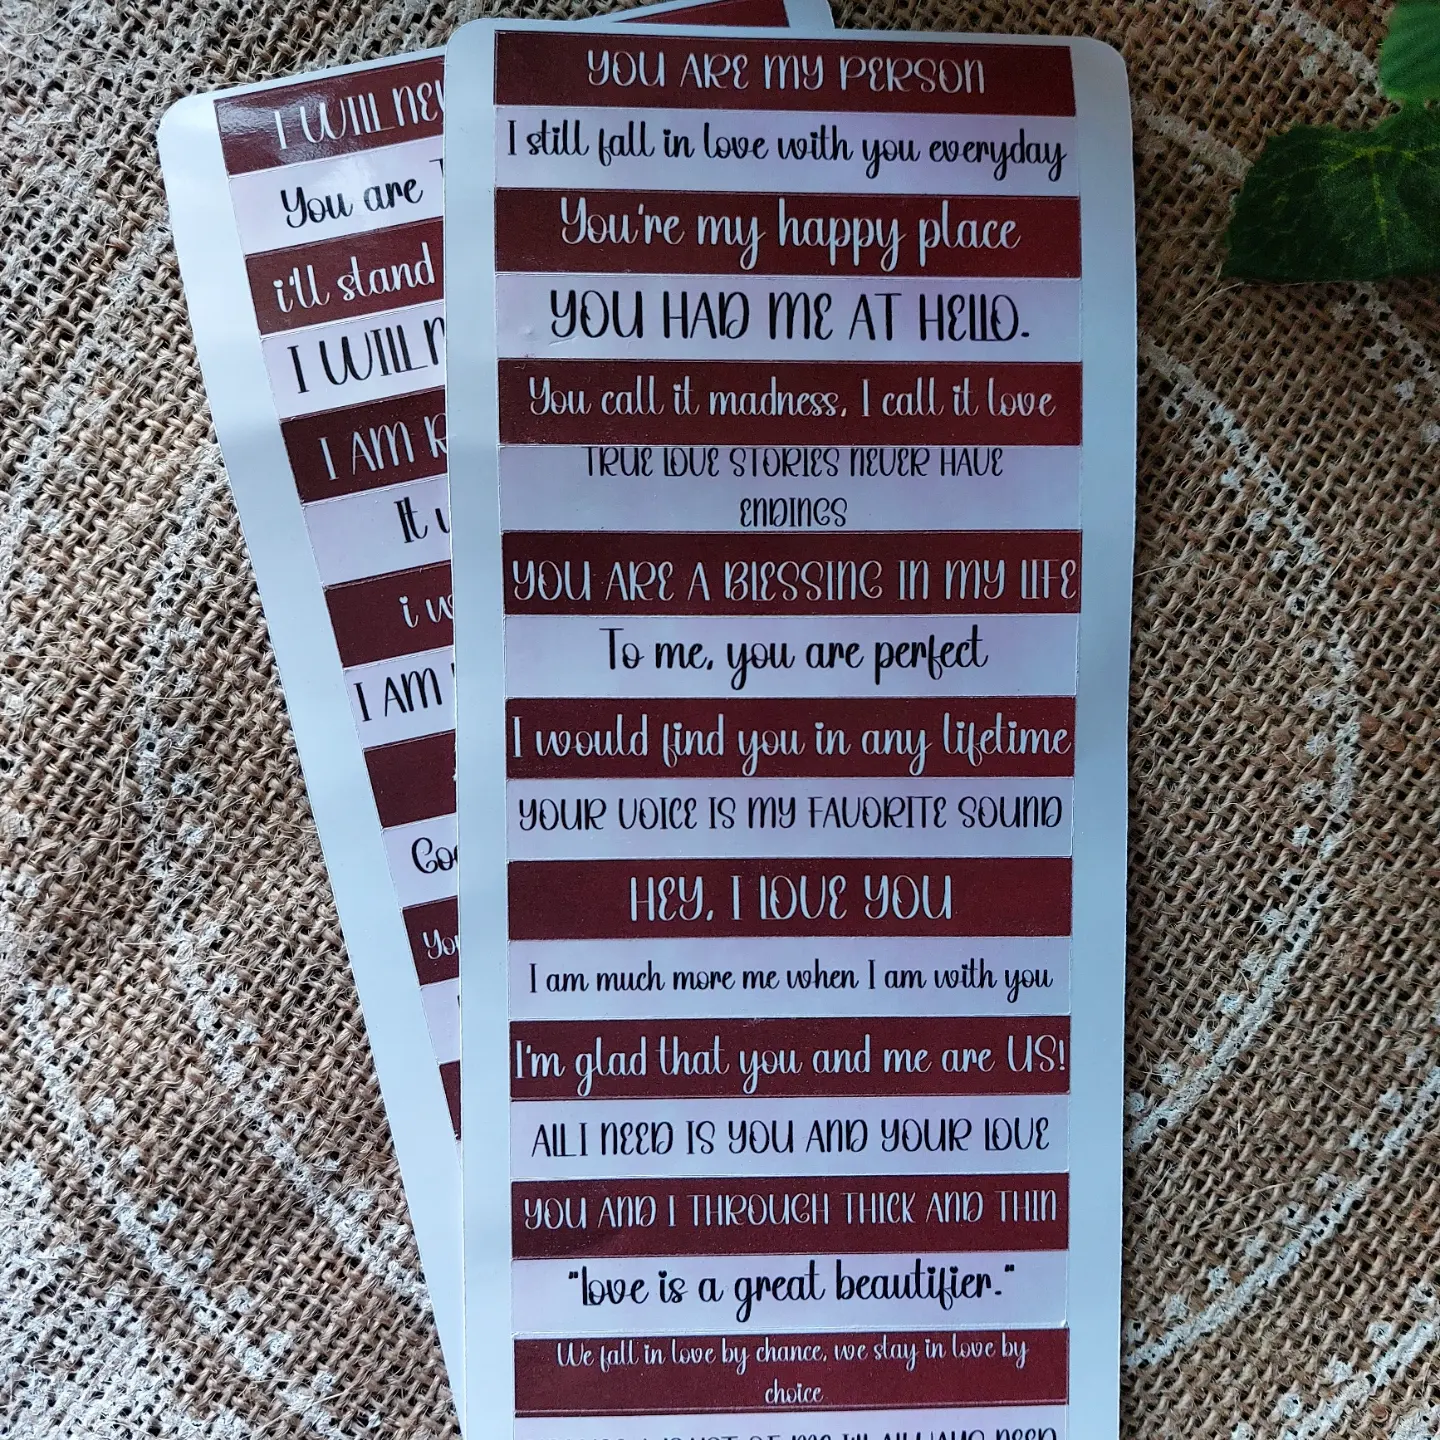 YOU ARE MY PERSON
I still fall in love with you everyday
You're my happy place
YOU HAD ME AT HELLO.
You call it madness, I call it love
TRUE LOVE STORIES NEVER HAVE
ENDINGS
YOU ARE A BLESSING IN MY LIFE
To me, you are perfect
I would find you in any lifetime
YOUR VOICE IS MY FAVORITE SOUND
HEY, I LOVE YOU
I am much more me when I am with you
I'm glad that you and me are US!
ALL I NEED IS YOU AND YOUR LOVE
YOU AND I THROUGH THICK AND THIN
"love is a great beautifier."
We fall in love by chance, we stay in love by
choice
OF ME I'LL ALWAYS NEED
I WILL
You are
i'll stand
I WILL
I AM
It
i
I AM